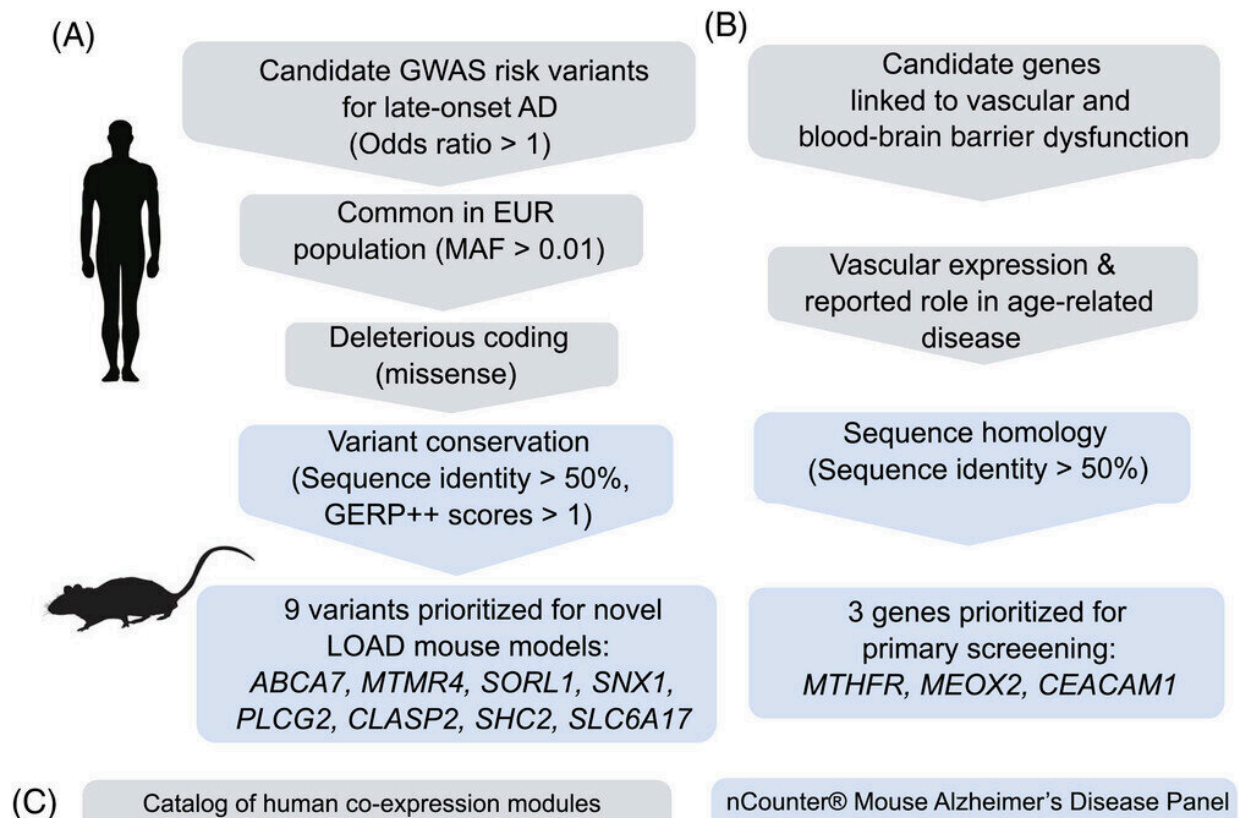 (A)
Candidate GWAS risk variants
for late-onset AD
(Odds ratio > 1)
Common in EUR
population (MAF > 0.01)
Deleterious coding
(missense)
Variant conservation
(Sequence identity > 50%,
GERP++ scores > 1)
9 variants prioritized for novel
LOAD mouse models:
ABCA7, MTMR4, SORL1, SNX1,
PLCG2, CLASP2, SHC2, SLC6A17
(B)
Candidate genes
linked to vascular and
blood-brain barrier dysfunction
Vascular expression &
reported role in age-related
disease
Sequence homology
(Sequence identity > 50%)
3 genes prioritized for
primary screeening:
MTHFR, MEOX2, CEACAM1
(C)
Catalog of human co-expression modules
nCounter® Mouse Alzheimer's Disease Panel